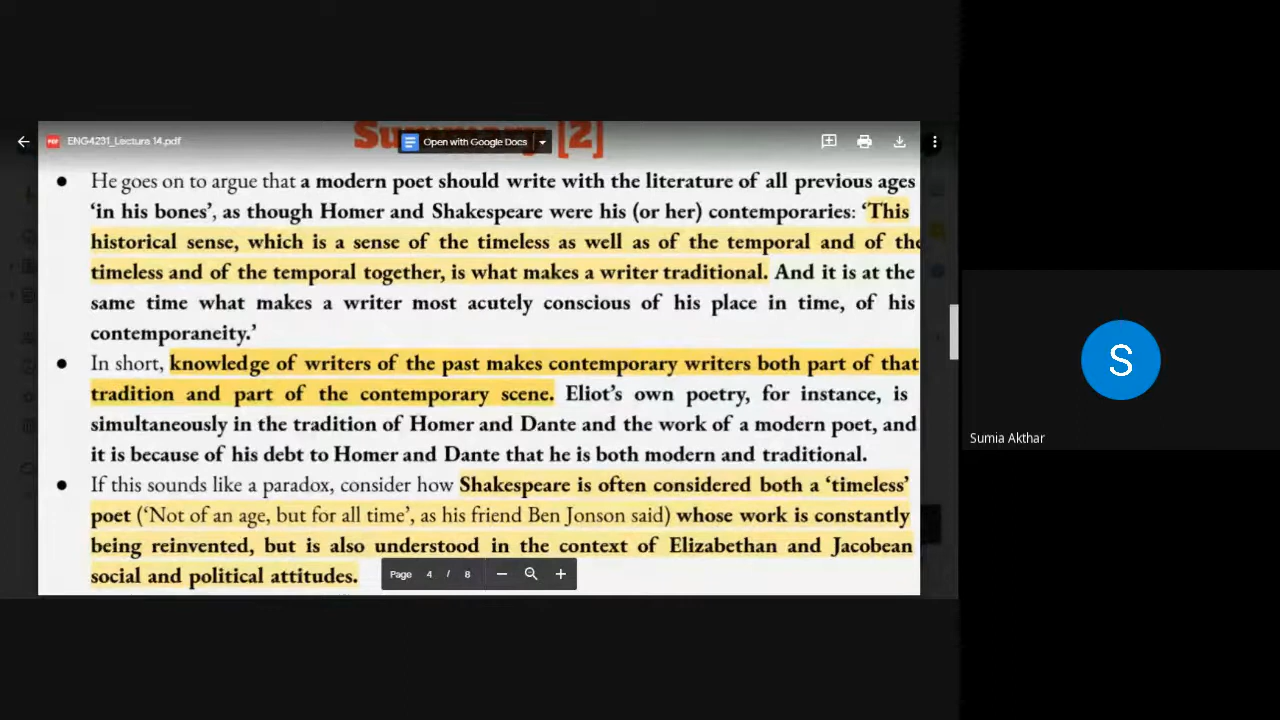 Summary [2]
ENG4231_Lecture 14.pdf
Open with Google Docs
● He goes on to argue that a modern poet should write with the literature of all previous ages
‘in his bones’, as though Homer and Shakespeare were his (or her) contemporaries: ‘This
historical sense, which is a sense of the timeless as well as of the temporal and of the
timeless and of the temporal together, is what makes a writer traditional. And it is at the
same time what makes a writer most acutely conscious of his place in time, of his
contemporaneity.’
● In short, knowledge of writers of the past makes contemporary writers both part of that
tradition and part of the contemporary scene. Eliot’s own poetry, for instance, is
simultaneously in the tradition of Homer and Dante and the work of a modern poet, and
it is because of his debt to Homer and Dante that he is both modern and traditional.
● If this sounds like a paradox, consider how Shakespeare is often considered both a ‘timeless’
poet (‘Not of an age, but for all time’, as his friend Ben Jonson said) whose work is constantly
being reinvented, but is also understood in the context of Elizabethan and Jacobean
social and political attitudes.
Page 4 / 8
S
Sumia Akthar